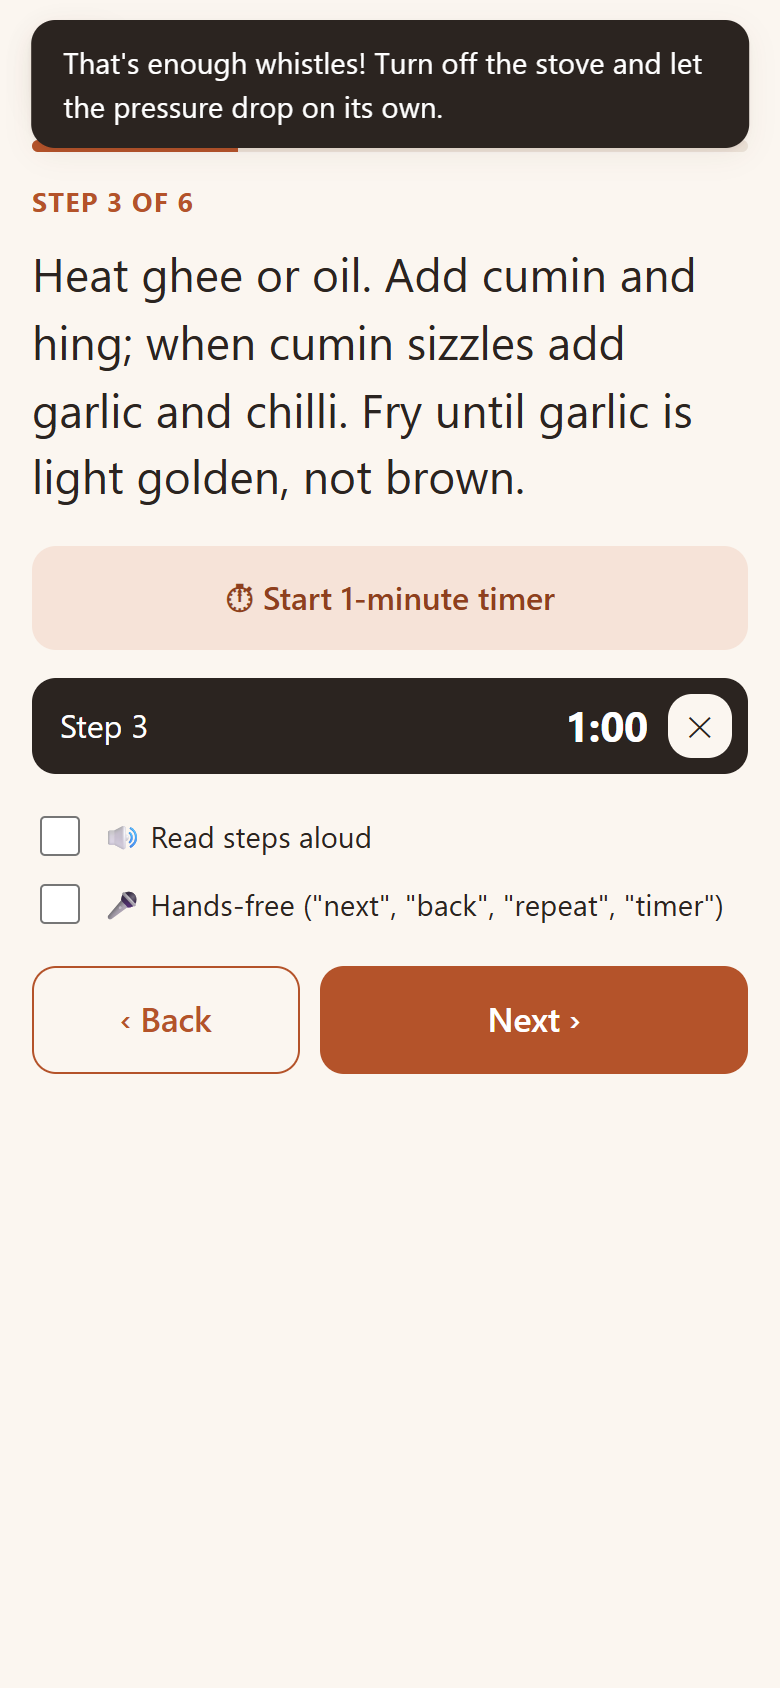 That's enough whistles! Turn off the stove and let
the pressure drop on its own.
STEP 3 OF 6
Heat ghee or oil. Add cumin and
hing; when cumin sizzles add
garlic and chilli. Fry until garlic is
light golden, not brown.
⏱ Start 1-minute timer
Step 3 1:00 ×
🔊 Read steps aloud
🎤 Hands-free ("next", "back", "repeat", "timer")
‹ Back Next ›